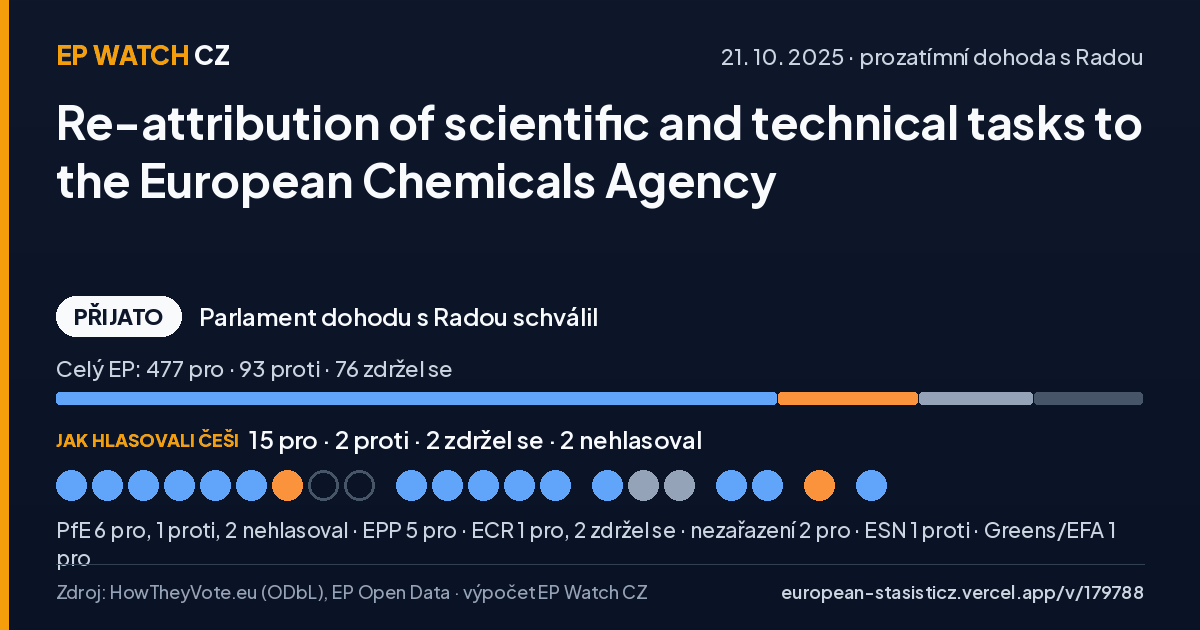 EP WATCH CZ
21. 10. 2025 · prozatímní dohoda s Radou
Re-attribution of scientific and technical tasks to
the European Chemicals Agency
PŘIJATO Parlament dohodu s Radou schválil
Celý EP: 477 pro · 93 proti · 76 zdržel se
JAK HLASOVALI ČEŠI 15 pro · 2 proti · 2 zdržel se · 2 nehlasoval
PfE 6 pro, 1 proti, 2 nehlasoval · EPP 5 pro · ECR 1 pro, 2 zdržel se · nezařazení 2 pro · ESN 1 proti · Greens/EFA 1
pro
Zdroj: HowTheyVote.eu (ODbL), EP Open Data · výpočet EP Watch CZ
european-stasisticz.vercel.app/v/179788